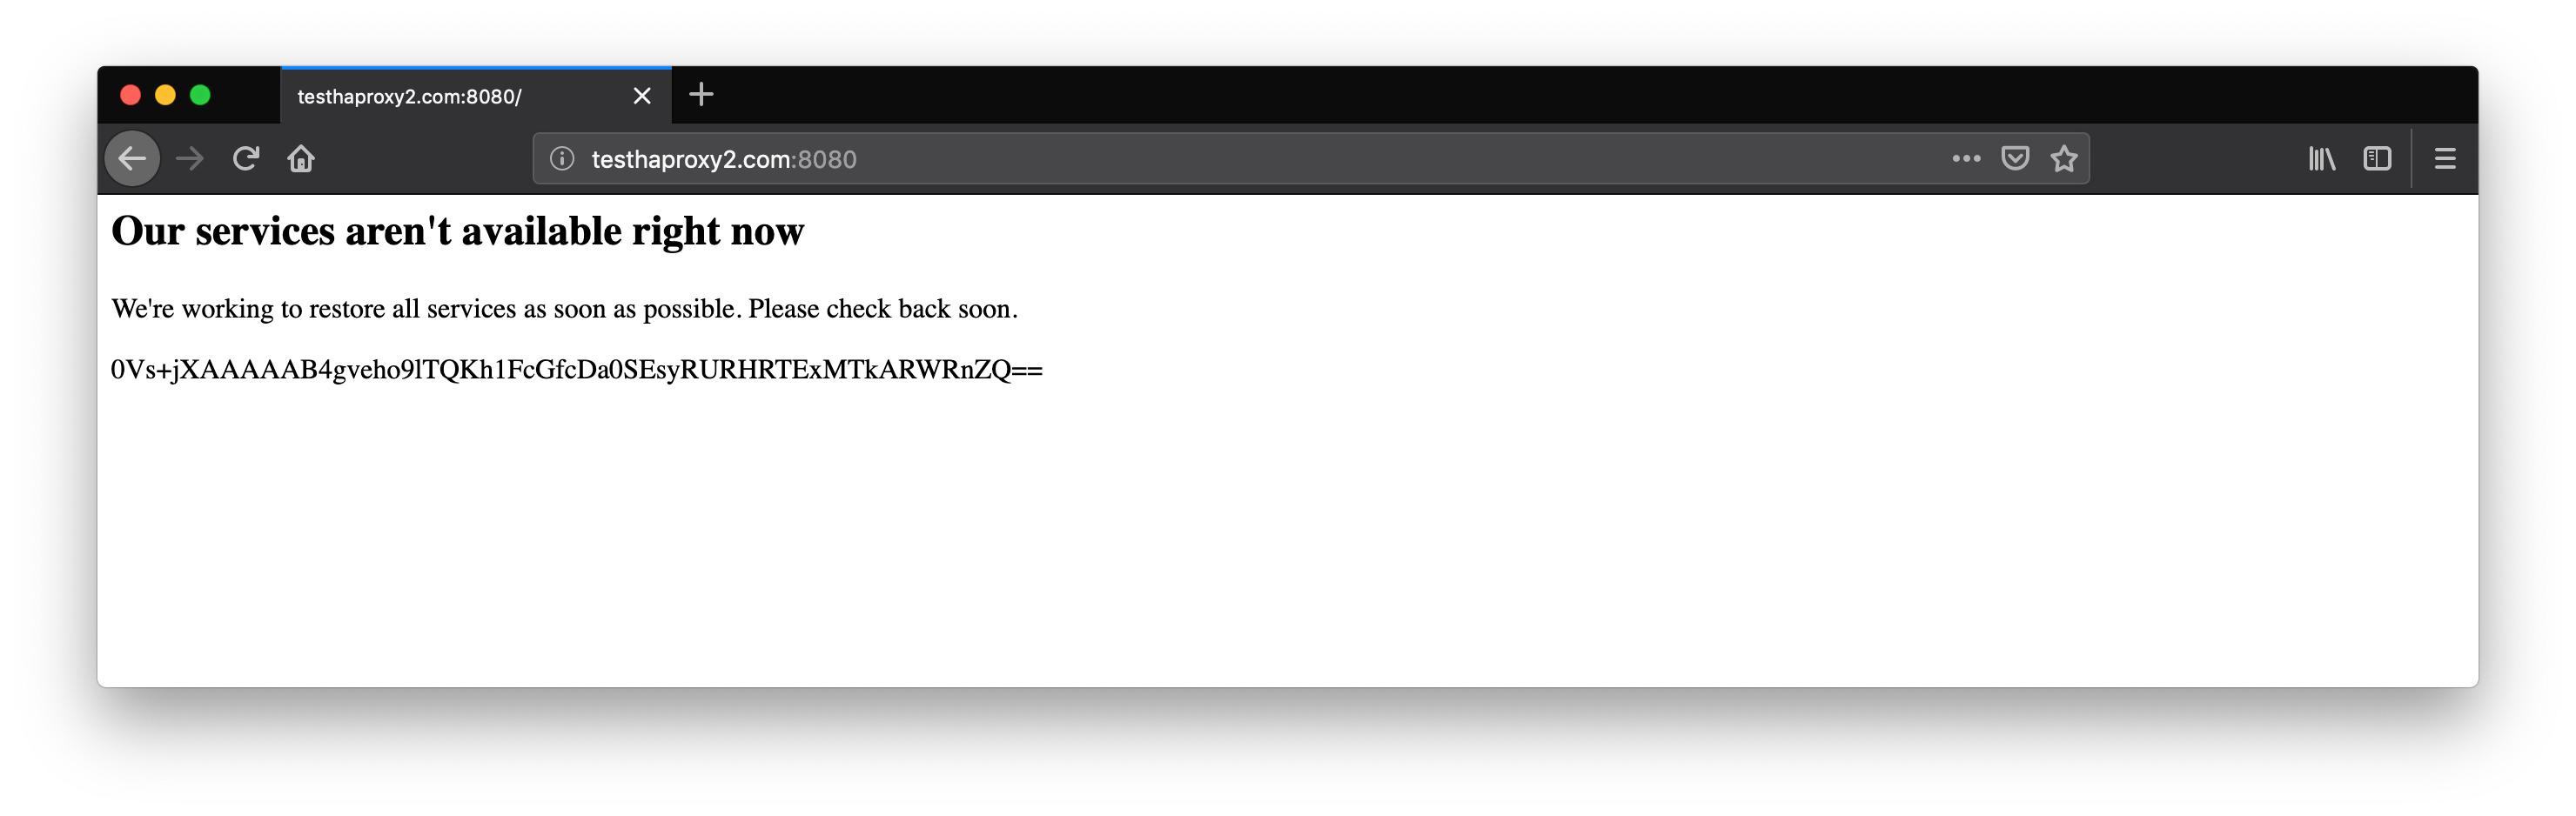 testhaproxy2.com:8080/
testhaproxy2.com:8080
Our services aren't available right now
We're working to restore all services as soon as possible. Please check back soon.
0Vs+jXAAAAAB4gveho9lTQKh1FcGfcDa0SEsyRURHRTExMTkARWRnZQ==